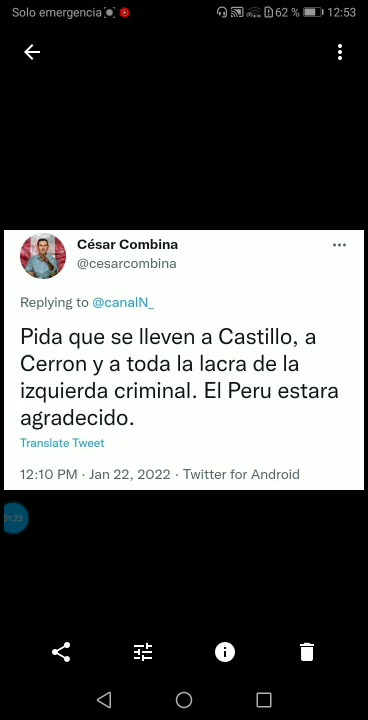 Solo emergencia 62 % 12:53
César Combina
@cesarcombina
Replying to @canalN_
Pida que se lleven a Castillo, a
Cerron y a toda la lacra de la
izquierda criminal. El Peru estara
agradecido.
Translate Tweet
12:10 PM · Jan 22, 2022 · Twitter for Android
01:23